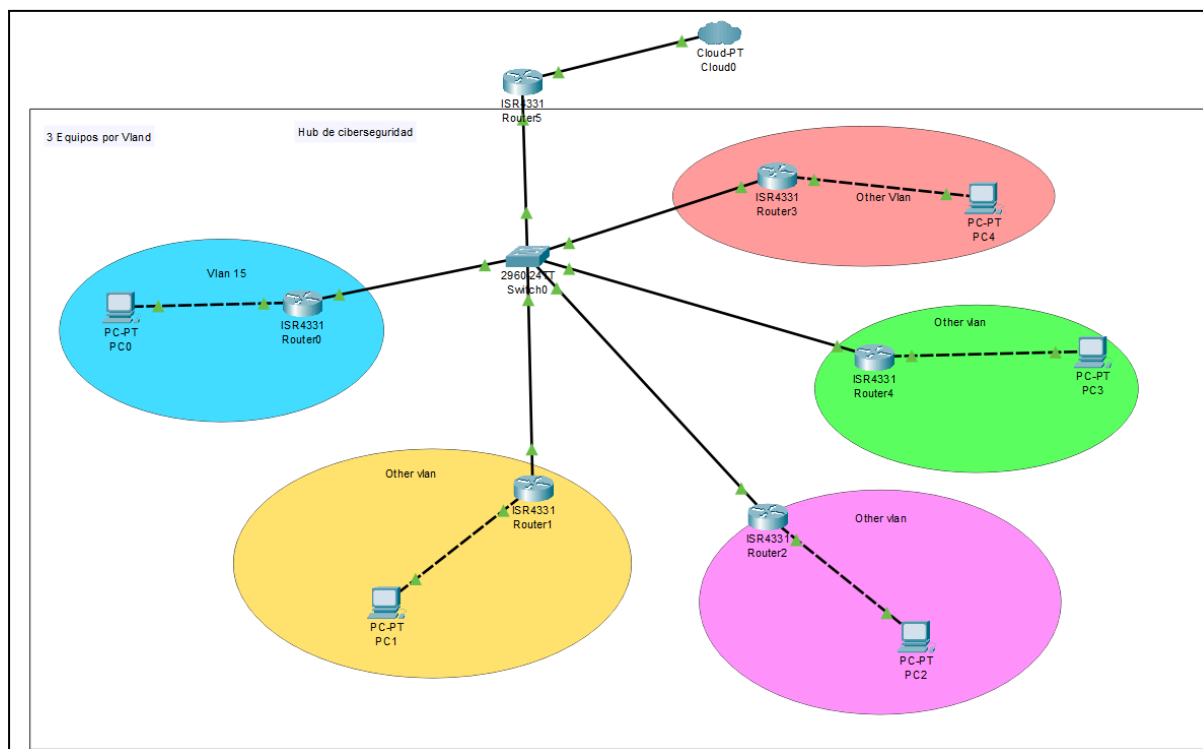 Cloud-PT
Cloud0
ISR4331
Router5
3 Equipos por Vland
Hub de ciberseguridad
ISR4331
Router3
Other Vlan
PC-PT
PC4
2960-24TT
Switch0
Vlan 15
PC-PT
PC0
ISR4331
Router0
Other vlan
ISR4331
Router4
PC-PT
PC3
Other vlan
ISR4331
Router1
PC-PT
PC1
Other vlan
ISR4331
Router2
PC-PT
PC2